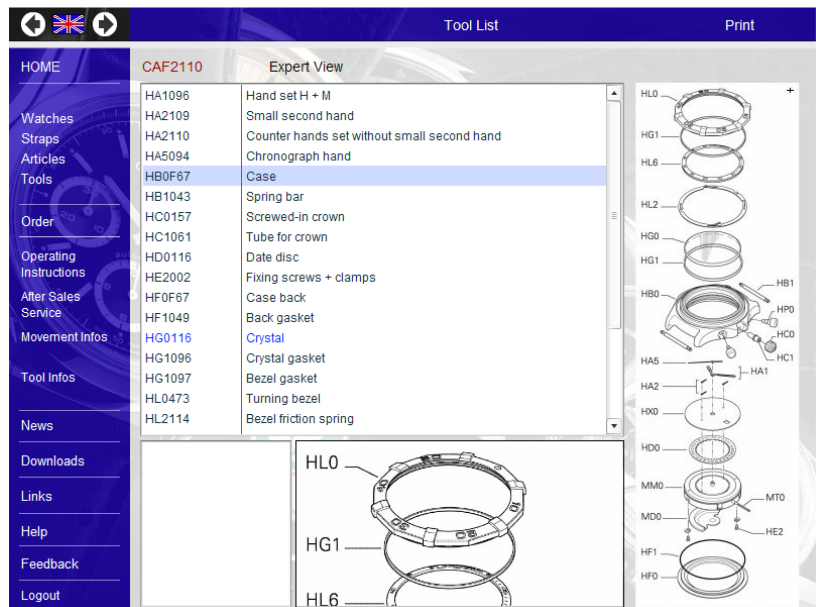 Tool List
Print
HOME
Watches
Straps
Articles
Tools
Order
Operating
Instructions
After Sales
Service
Movement Infos
Tool Infos
News
Downloads
Links
Help
Feedback
Logout
CAF2110 Expert View
HA1096 Hand set H + M
HA2109 Small second hand
HA2110 Counter hands set without small second hand
HA5094 Chronograph hand
HB0F67 Case
HB1043 Spring bar
HC0157 Screwed-in crown
HC1061 Tube for crown
HD0116 Date disc
HE2002 Fixing screws + clamps
HF0F67 Case back
HF1049 Back gasket
HG0116 Crystal
HG1096 Crystal gasket
HG1097 Bezel gasket
HL0473 Turning bezel
HL2114 Bezel friction spring
HL0
HG1
HL6
HL0
HG1
HL6
HL2
HG0
HG1
HB1
HB0
HP0
HC0
HC1
HA5
HA1
HA2
HX0
HD0
MM0
MT0
MD0
HE2
HF1
HF0